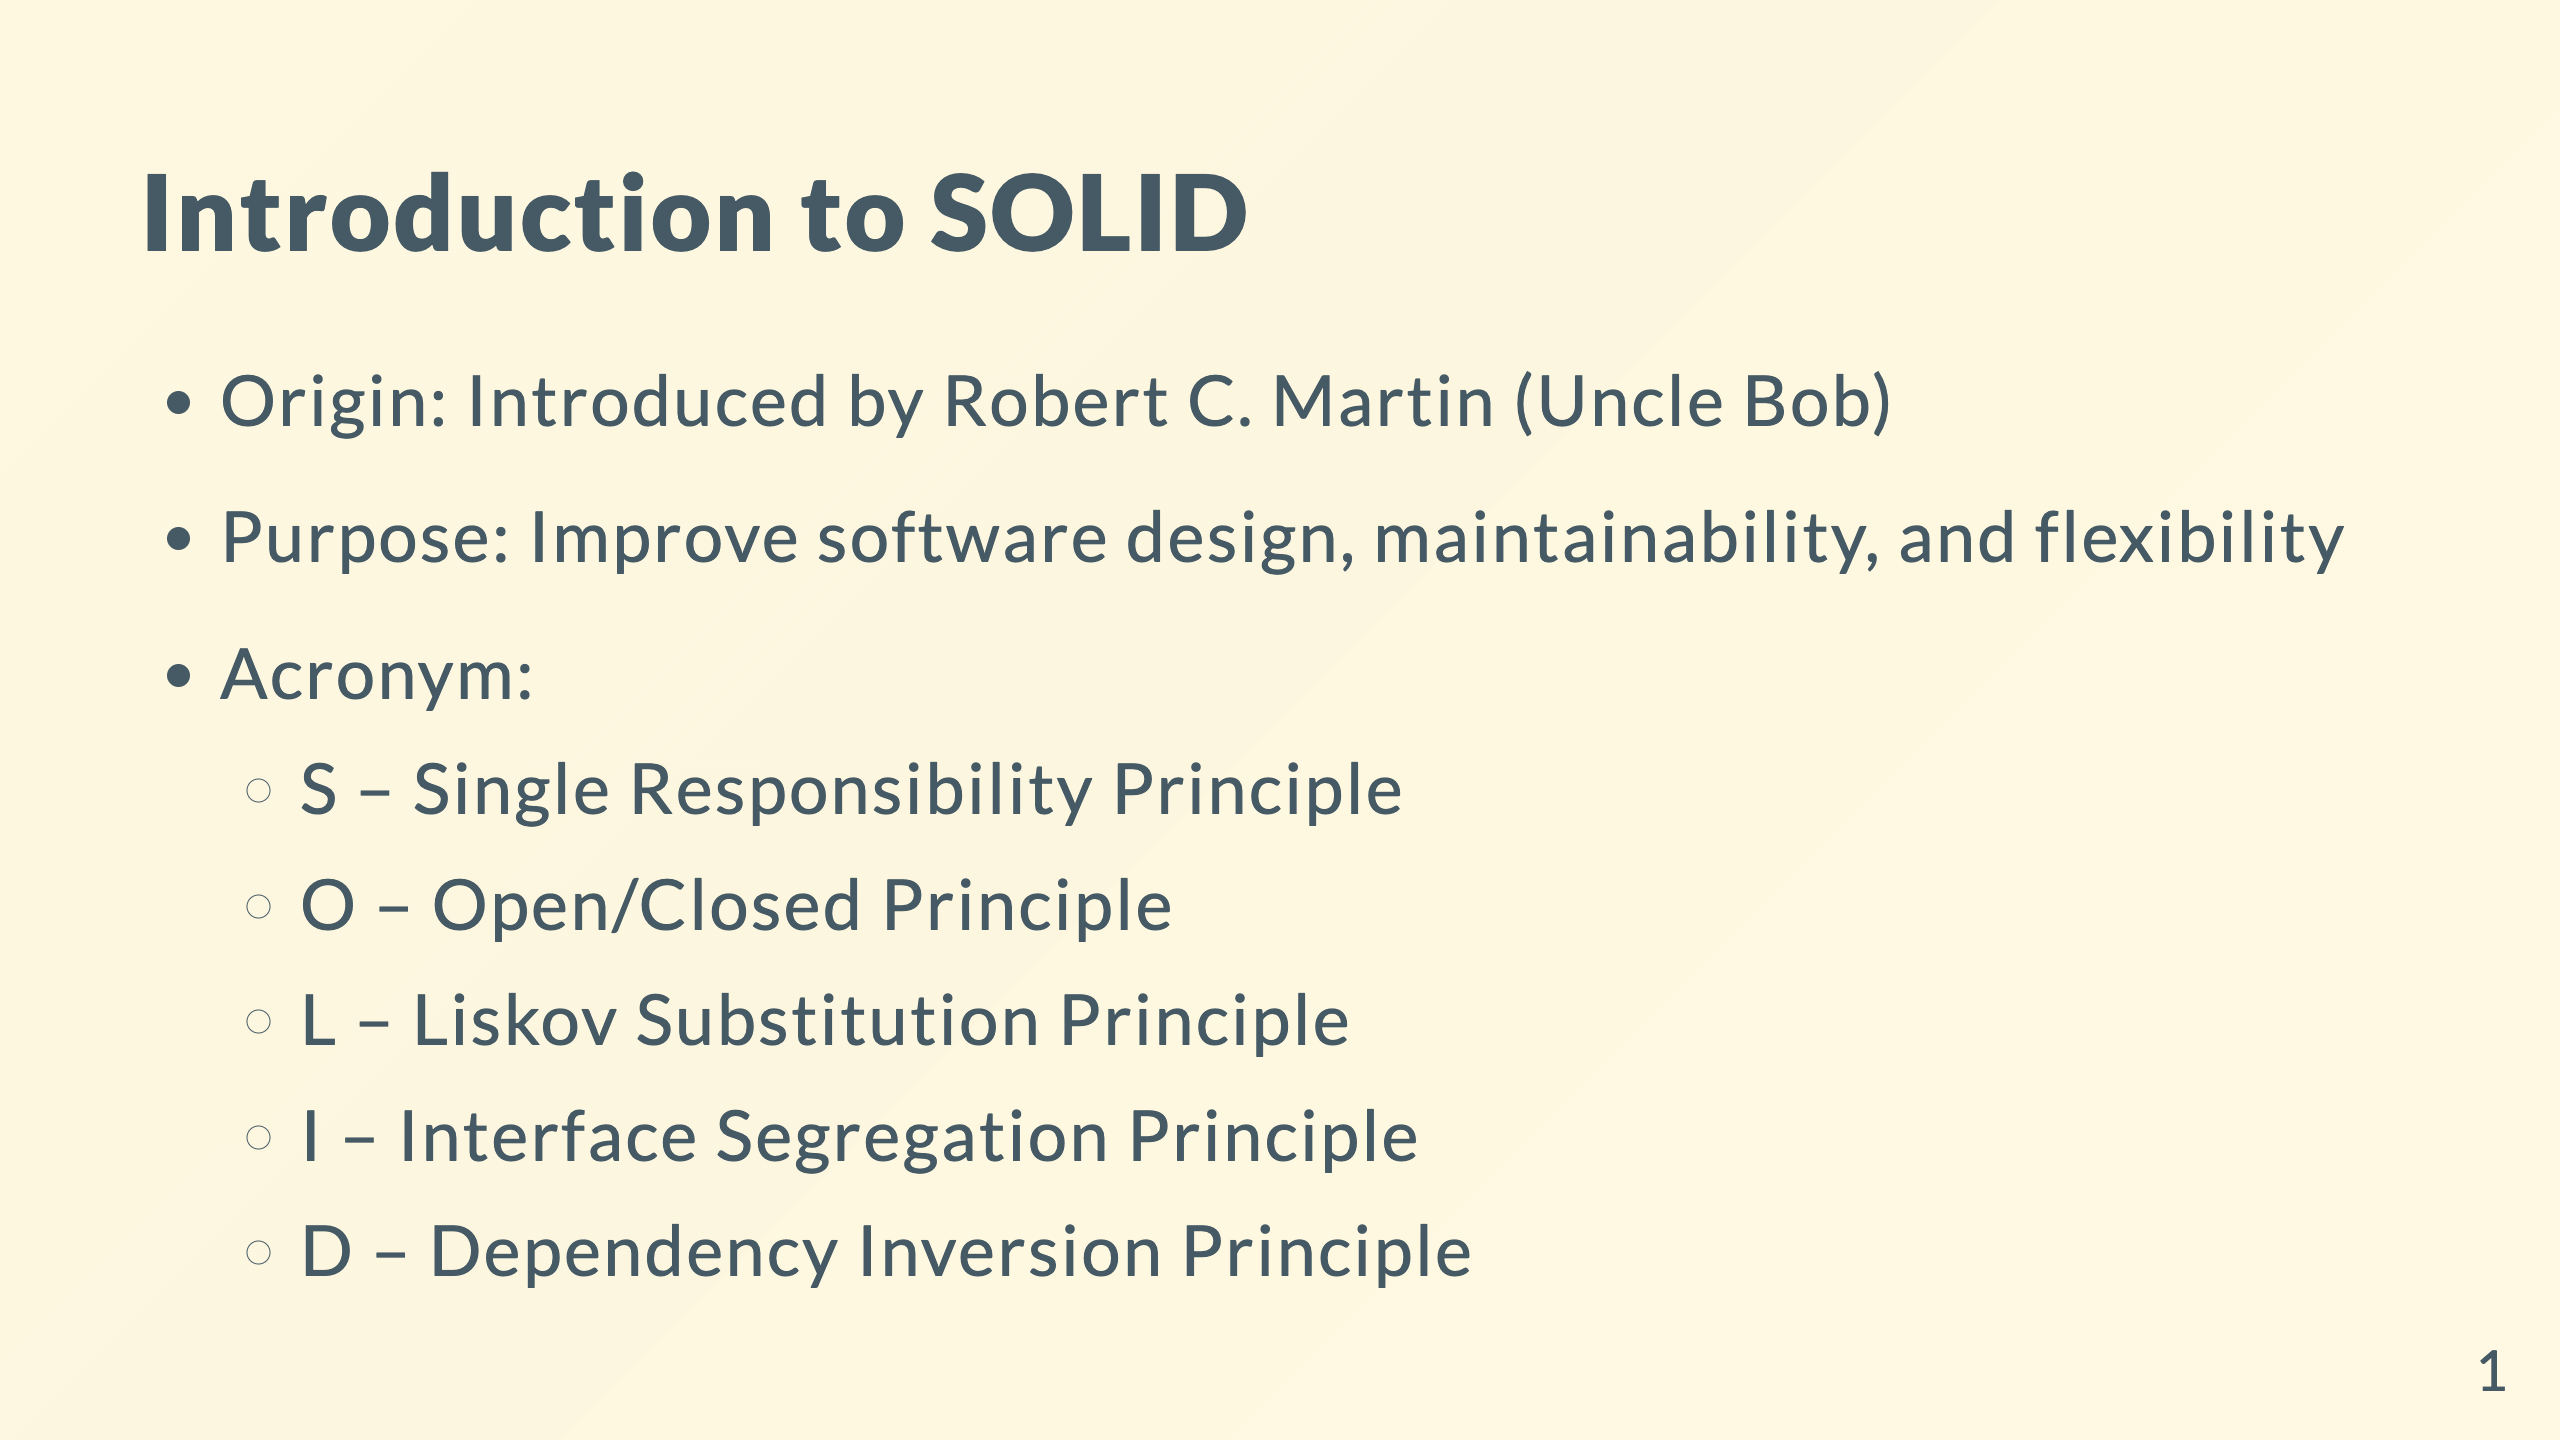 Introduction to SOLID
• Origin: Introduced by Robert C. Martin (Uncle Bob)
• Purpose: Improve software design, maintainability, and flexibility
• Acronym:
○ S – Single Responsibility Principle
○ O – Open/Closed Principle
○ L – Liskov Substitution Principle
○ I – Interface Segregation Principle
○ D – Dependency Inversion Principle
1